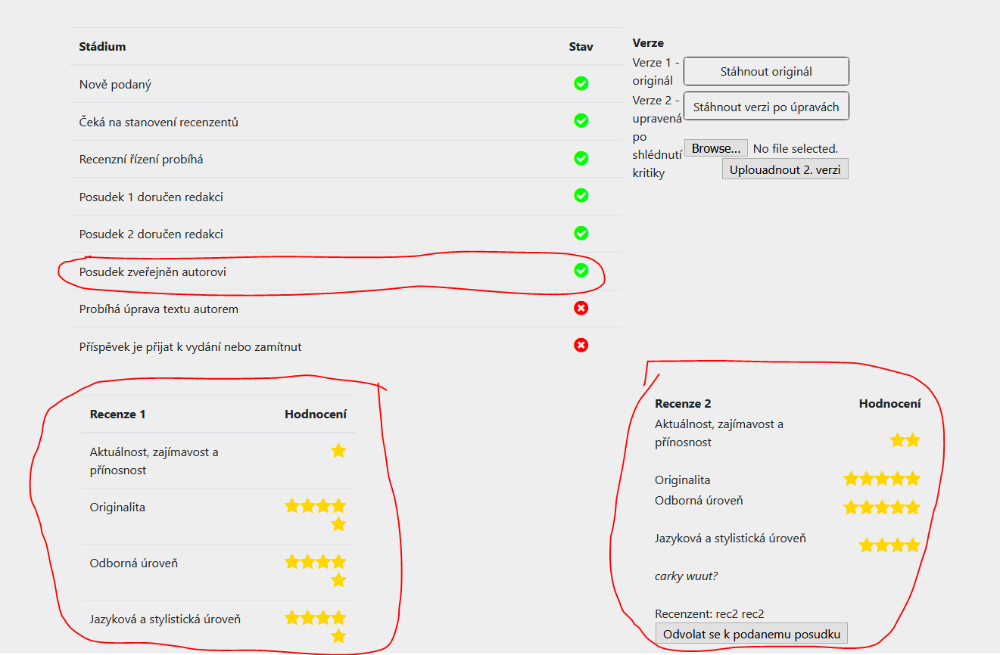 Stádium Stav
Nově podaný
Čeká na stanovení recenzentů
Recenzní řízení probíhá
Posudek 1 doručen redakci
Posudek 2 doručen redakci
Posudek zveřejněn autorovi
Probíhá úprava textu autorem
Příspěvek je přijat k vydání nebo zamítnut
Verze
Verze 1 -
originál
Stáhnout originál
Verze 2 -
upravená
po
shlédnutí
kritiky
Stáhnout verzi po úpravách
Browse... No file selected.
Uplouadnout 2. verzi
Recenze 1 Hodnocení
Aktuálnost, zajímavost a
přínosnost
Originalita
Odborná úroveň
Jazyková a stylistická úroveň
Recenze 2 Hodnocení
Aktuálnost, zajímavost a
přínosnost
Originalita
Odborná úroveň
Jazyková a stylistická úroveň
carky wuut?
Recenzent: rec2 rec2
Odvolat se k podanemu posudku